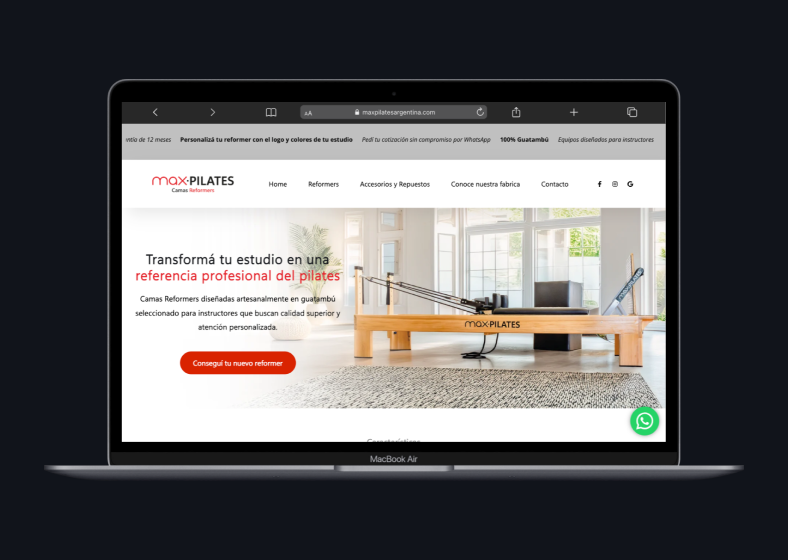 AA
maxpilatesargentina.com
ntía de 12 meses Personalizá tu reformer con el logo y colores de tu estudio Pedí tu cotización sin compromiso por WhatsApp 100% Guatambú Equipos diseñados para instructores
max·PILATES
Camas Reformers
Home Reformers Accesorios y Repuestos Conoce nuestra fabrica Contacto
Transformá tu estudio en una
referencia profesional del pilates
Camas Reformers diseñadas artesanalmente en guatambú
seleccionado para instructores que buscan calidad superior y
atención personalizada.
Conseguí tu nuevo reformer
max·PILATES
Características
MacBook Air